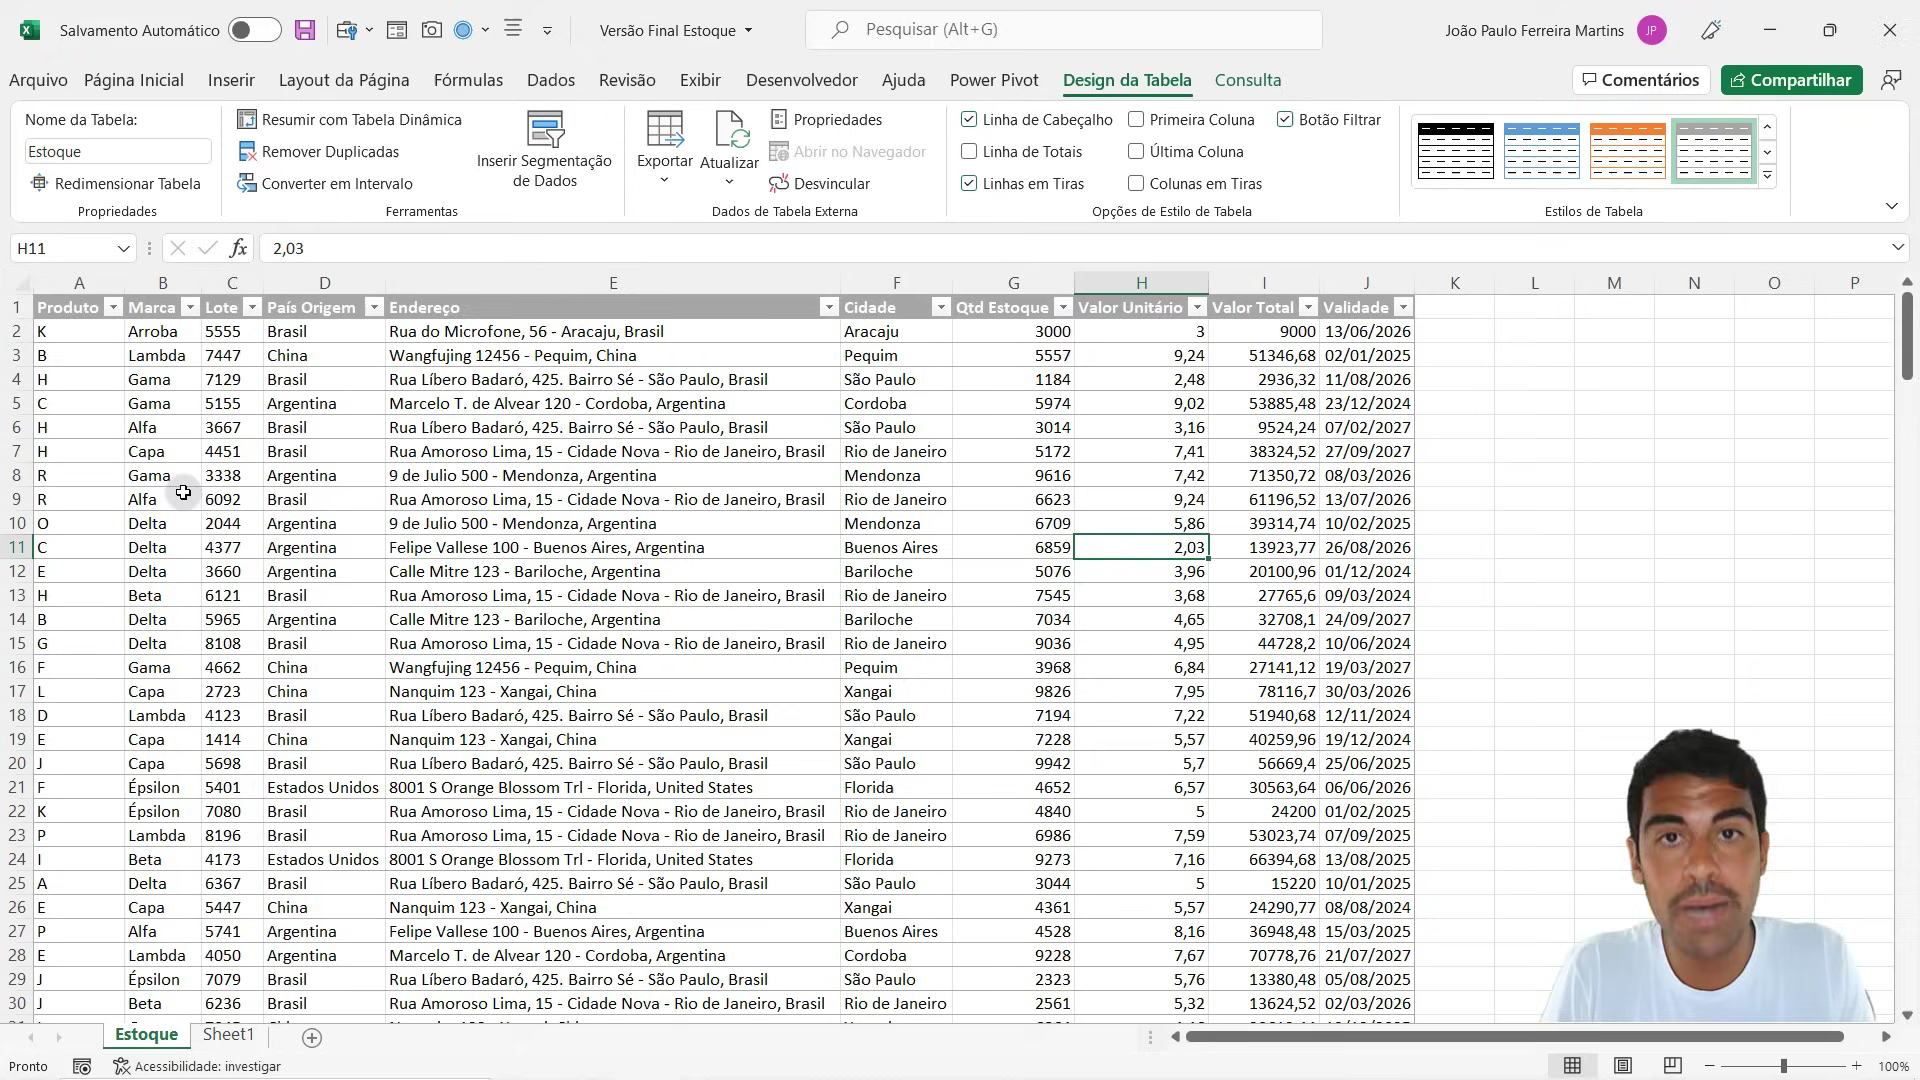 Salvamento Automático
Versão Final Estoque
Pesquisar (Alt+G)
João Paulo Ferreira Martins JP
Arquivo Página Inicial Inserir Layout da Página Fórmulas Dados Revisão Exibir Desenvolvedor Ajuda Power Pivot Design da Tabela Consulta Comentários Compartilhar
Nome da Tabela:
Estoque
Redimensionar Tabela
Propriedades
Resumir com Tabela Dinâmica
Remover Duplicadas
Converter em Intervalo
Inserir Segmentação
de Dados
Ferramentas
Exportar
Atualizar
Propriedades
Abrir no Navegador
Desvincular
Dados de Tabela Externa
Linha de Cabeçalho
Linha de Totais
Linhas em Tiras
Primeira Coluna
Última Coluna
Colunas em Tiras
Botão Filtrar
Opções de Estilo de Tabela
Estilos de Tabela
H11 fx 2,03
A B C D E F G H I J K L M N O P
1 Produto Marca Lote País Origem Endereço Cidade Qtd Estoque Valor Unitário Valor Total Validade
2 K Arroba 5555 Brasil Rua do Microfone, 56 - Aracaju, Brasil Aracaju 3000 3 9000 13/06/2026
3 B Lambda 7447 China Wangfujing 12456 - Pequim, China Pequim 5557 9,24 51346,68 02/01/2025
4 H Gama 7129 Brasil Rua Líbero Badaró, 425. Bairro Sé - São Paulo, Brasil São Paulo 1184 2,48 2936,32 11/08/2026
5 C Gama 5155 Argentina Marcelo T. de Alvear 120 - Cordoba, Argentina Cordoba 5974 9,02 53885,48 23/12/2024
6 H Alfa 3667 Brasil Rua Líbero Badaró, 425. Bairro Sé - São Paulo, Brasil São Paulo 3014 3,16 9524,24 07/02/2027
7 H Capa 4451 Brasil Rua Amoroso Lima, 15 - Cidade Nova - Rio de Janeiro, Brasil Rio de Janeiro 5172 7,41 38324,52 27/09/2027
8 R Gama 3338 Argentina 9 de Julio 500 - Mendonza, Argentina Mendonza 9616 7,42 71350,72 08/03/2026
9 R Alfa 6092 Brasil Rua Amoroso Lima, 15 - Cidade Nova - Rio de Janeiro, Brasil Rio de Janeiro 6623 9,24 61196,52 13/07/2026
10 O Delta 2044 Argentina 9 de Julio 500 - Mendonza, Argentina Mendonza 6709 5,86 39314,74 10/02/2025
11 C Delta 4377 Argentina Felipe Vallese 100 - Buenos Aires, Argentina Buenos Aires 6859 2,03 13923,77 26/08/2026
12 E Delta 3660 Argentina Calle Mitre 123 - Bariloche, Argentina Bariloche 5076 3,96 20100,96 01/12/2024
13 H Beta 6121 Brasil Rua Amoroso Lima, 15 - Cidade Nova - Rio de Janeiro, Brasil Rio de Janeiro 7545 3,68 27765,6 09/03/2024
14 B Delta 5965 Argentina Calle Mitre 123 - Bariloche, Argentina Bariloche 7034 4,65 32708,1 24/09/2027
15 G Delta 8108 Brasil Rua Amoroso Lima, 15 - Cidade Nova - Rio de Janeiro, Brasil Rio de Janeiro 9036 4,95 44728,2 10/06/2024
16 F Gama 4662 China Wangfujing 12456 - Pequim, China Pequim 3968 6,84 27141,12 19/03/2027
17 L Capa 2723 China Nanquim 123 - Xangai, China Xangai 9826 7,95 78116,7 30/03/2026
18 D Lambda 4123 Brasil Rua Líbero Badaró, 425. Bairro Sé - São Paulo, Brasil São Paulo 7194 7,22 51940,68 12/11/2024
19 E Capa 1414 China Nanquim 123 - Xangai, China Xangai 7228 5,57 40259,96 19/12/2024
20 J Capa 5698 Brasil Rua Líbero Badaró, 425. Bairro Sé - São Paulo, Brasil São Paulo 9942 5,7 56669,4 25/06/2025
21 F Épsilon 5401 Estados Unidos 8001 S Orange Blossom Trl - Florida, United States Florida 4652 6,57 30563,64 06/06/2026
22 K Épsilon 7080 Brasil Rua Amoroso Lima, 15 - Cidade Nova - Rio de Janeiro, Brasil Rio de Janeiro 4840 5 24200 01/02/2025
23 P Lambda 8196 Brasil Rua Amoroso Lima, 15 - Cidade Nova - Rio de Janeiro, Brasil Rio de Janeiro 6986 7,59 53023,74 07/09/2025
24 I Beta 4173 Estados Unidos 8001 S Orange Blossom Trl - Florida, United States Florida 9273 7,16 66394,68 13/08/2025
25 A Delta 6367 Brasil Rua Líbero Badaró, 425. Bairro Sé - São Paulo, Brasil São Paulo 3044 5 15220 10/01/2025
26 E Capa 5447 China Nanquim 123 - Xangai, China Xangai 4361 5,57 24290,77 08/08/2024
27 P Alfa 5741 Argentina Felipe Vallese 100 - Buenos Aires, Argentina Buenos Aires 4528 8,16 36948,48 15/03/2025
28 E Lambda 4050 Argentina Marcelo T. de Alvear 120 - Cordoba, Argentina Cordoba 9228 7,67 70778,76 21/07/2027
29 J Épsilon 7079 Brasil Rua Líbero Badaró, 425. Bairro Sé - São Paulo, Brasil São Paulo 2323 5,76 13380,48 05/08/2025
30 J Beta 6236 Brasil Rua Amoroso Lima, 15 - Cidade Nova - Rio de Janeiro, Brasil Rio de Janeiro 2561 5,32 13624,52 02/03/2026
Estoque Sheet1
Pronto Acessibilidade: investigar 100%